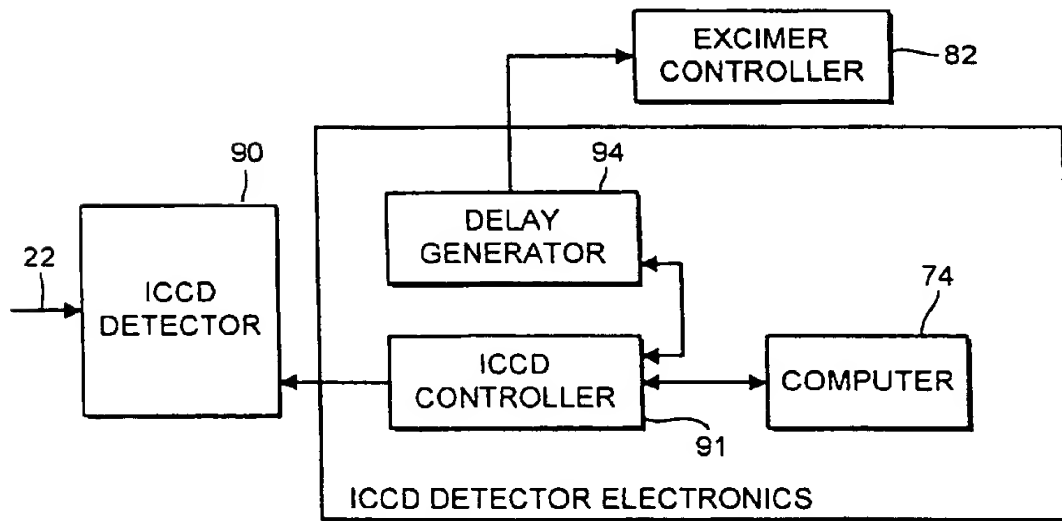 EXCIMER
CONTROLLER
82
90
94
DELAY
GENERATOR
22
ICCD
DETECTOR
74
ICCD
CONTROLLER
COMPUTER
91
ICCD DETECTOR ELECTRONICS